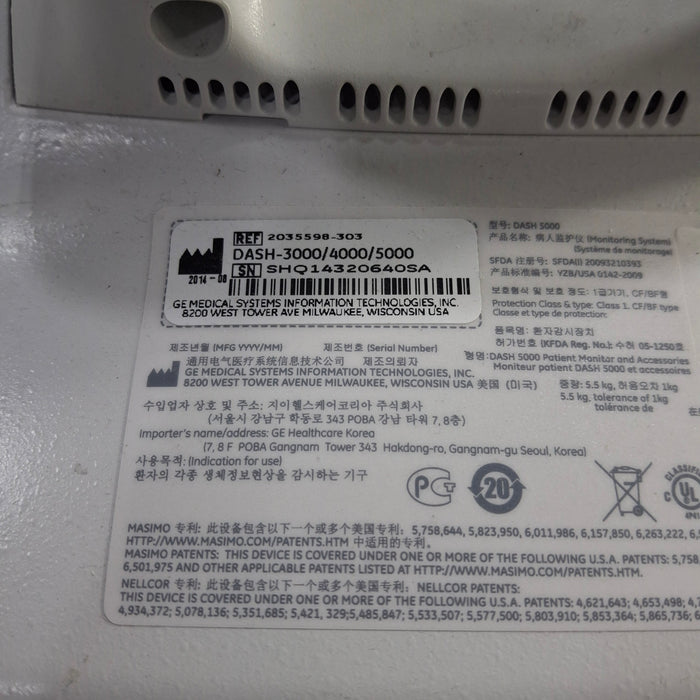 REF 2035598-303
DASH-3000/4000/5000
2014-08
SN SHQ14320640SA
GE MEDICAL SYSTEMS INFORMATION TECHNOLOGIES, INC.
8200 WEST TOWER AVE MILWAUKEE, WISCONSIN USA
型号: DASH 5000
产品名称: 病人监护仪 (Monitoring System)
(Système de monitorage)
SFDA 注册号: SFDA(I) 20093210393
产品标准编号: YZB/USA 0142-2009
보호형식 및 보호 정도: 1급기기, CF/BF형
Protection Class & type: Class 1. CF/BF type
Classe et type de protection:
품목명: 환자감시장치
허가번호: (KFDA Reg. No.): 수허 05-1250호
형명: DASH 5000 Patient Monitor and Accessories
Moniteur patient DASH 5000 et accessoires
중량: 5.5 kg, 허용오차 1kg
5.5 kg, tolerance of 1kg
tolérance de
제조년월 (MFG YYYY/MM) 제조번호 (Serial Number)
通用电气医疗系统信息技术公司 제조의뢰자
GE MEDICAL SYSTEMS INFORMATION TECHNOLOGIES, INC.
8200 WEST TOWER AVENUE MILWAUKEE, WISCONSIN USA 美国 (미국)
수입업자 상호 및 주소: 지이헬스케어코리아 주식회사
(서울시 강남구 학동로 343 POBA 강남 타워 7, 8층)
Importer's name/address: GE Healthcare Korea
(7, 8 F POBA Gangnam Tower 343 Hakdong-ro, Gangnam-gu Seoul, Korea)
사용목적: (Indication for use)
환자의 각종 생체정보현상을 감시하는 기구
20
CLASSIFIED
C UL
MASIMO 专利: 此设备包含以下一个或多个美国专利: 5,758,644, 5,823,950, 6,011,986, 6,157,850, 6,263,222,
HTTP://WWW.MASIMO.COM/PATENTS.HTM 中适用的专利.
MASIMO PATENTS: THIS DEVICE IS COVERED UNDER ONE OR MORE OF THE FOLLOWING U.S.A. PATENTS: 5,758
6,501,975 AND OTHER APPLICABLE PATENTS LISTED AT HTTP://WWW.MASIMO.COM/PATENTS.HTM.
NELLCOR 专利: 此设备包含以下一个或多个美国专利: NELLCOR PATENTS:
THIS DEVICE IS COVERED UNDER ONE OR MORE OF THE FOLLOWING U.S.A. PATENTS: 4,621,643; 4,653,498;
4,934,372; 5,078,136; 5,351,685; 5,421, 329; 5,485,847; 5,533,507; 5,577,500; 5,803,910; 5,853,364; 5,865,736;